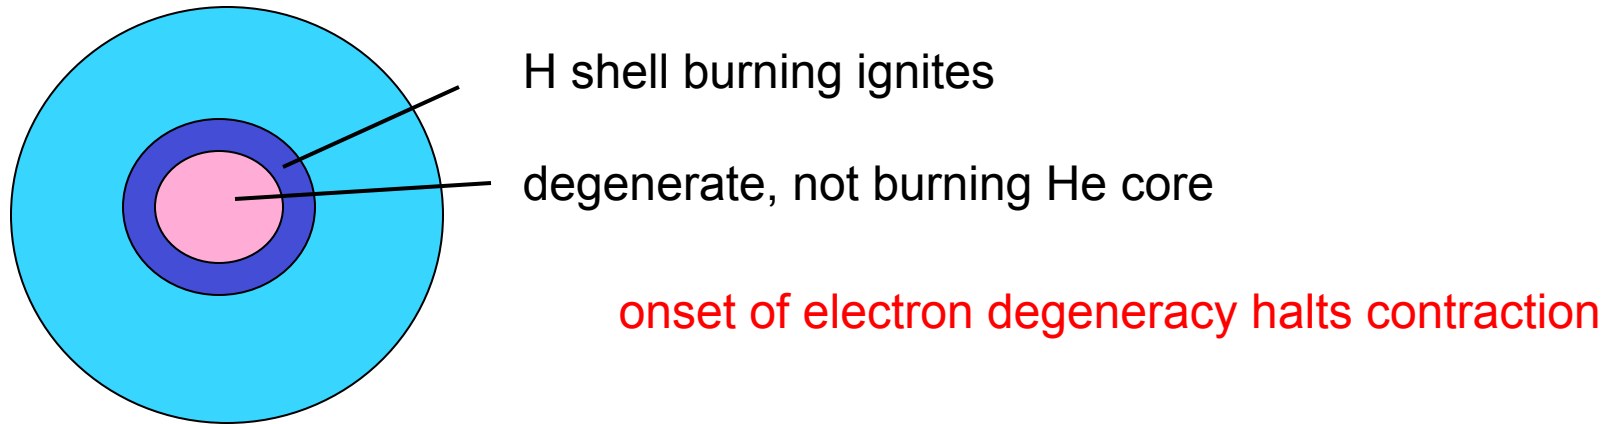 H shell burning ignites
degenerate, not burning He core
onset of electron degeneracy halts contraction